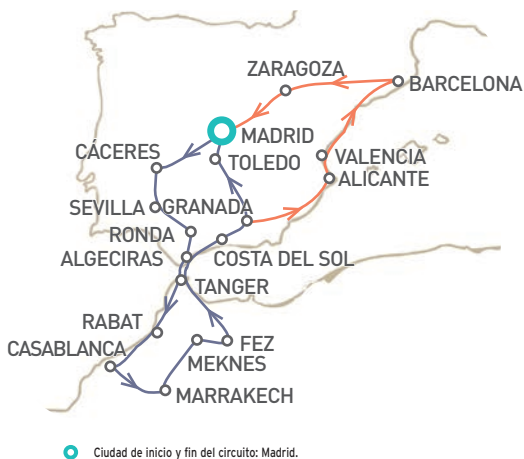 ZARAGOZA
BARCELONA
MADRID
CÁCERES
TOLEDO
VALENCIA
ALICANTE
SEVILLA
GRANADA
RONDA
ALGECIRAS
COSTA DEL SOL
TANGER
RABAT
CASABLANCA
FEZ
MEKNES
MARRAKECH
Ciudad de inicio y fin del circuito: Madrid.